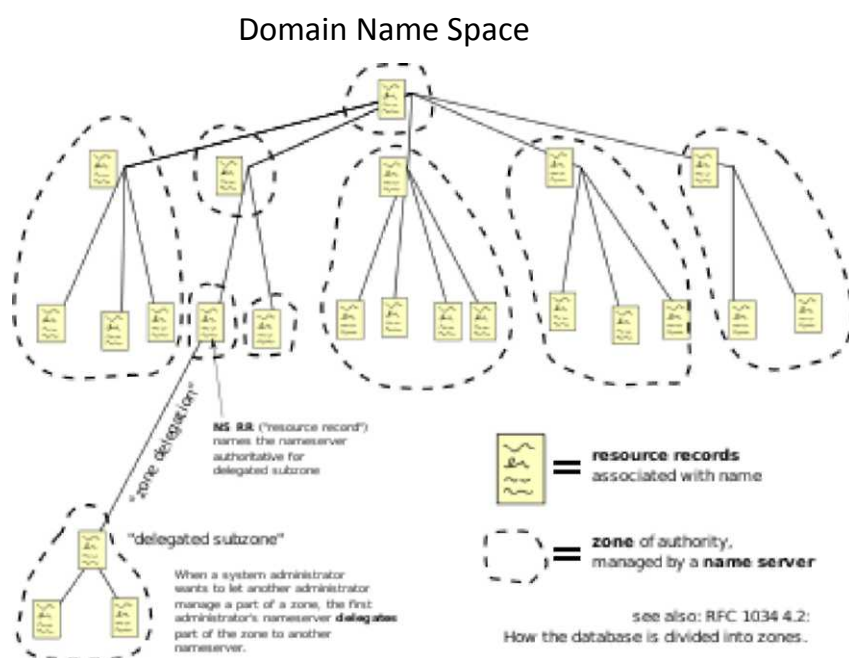 Domain Name Space
"zone delegation"
NS RR ("resource record")
names the nameserver
authoritative for
delegated subzone
resource records
associated with name
"delegated subzone"
zone of authority,
managed by a name server
When a system administrator
wants to let another administrator
manage a part of a zone, the first
administrator's nameserver delegates
part of the zone to another
nameserver.
see also: RFC 1034 4.2:
How the database is divided into zones.